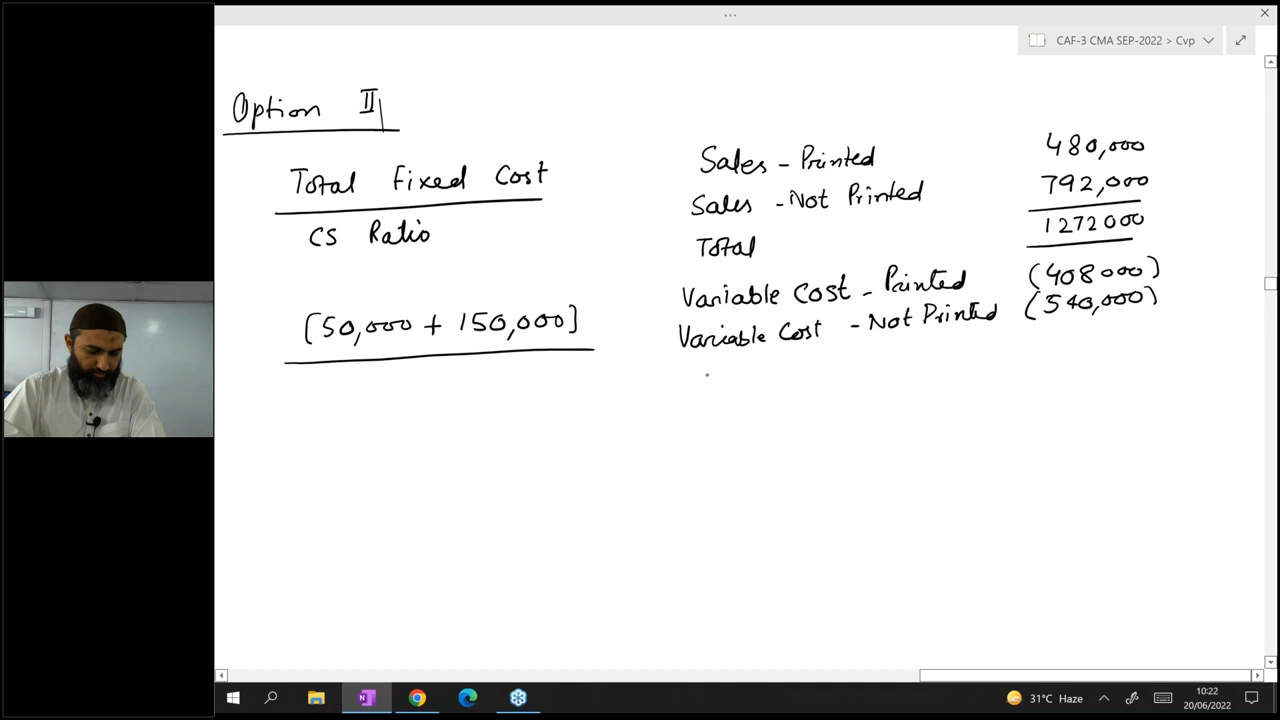 CAF-3 CMA SEP-2022 > Cvp
Option II
Total Fixed Cost
CS Ratio
[50,000 + 150,000]
Sales - Printed 480,000
Sales - Not Printed 792,000
Total 1272000
Variable Cost - Printed (408000)
Variable Cost - Not Printed (540,000)
31°C Haze
10:22
20/06/2022